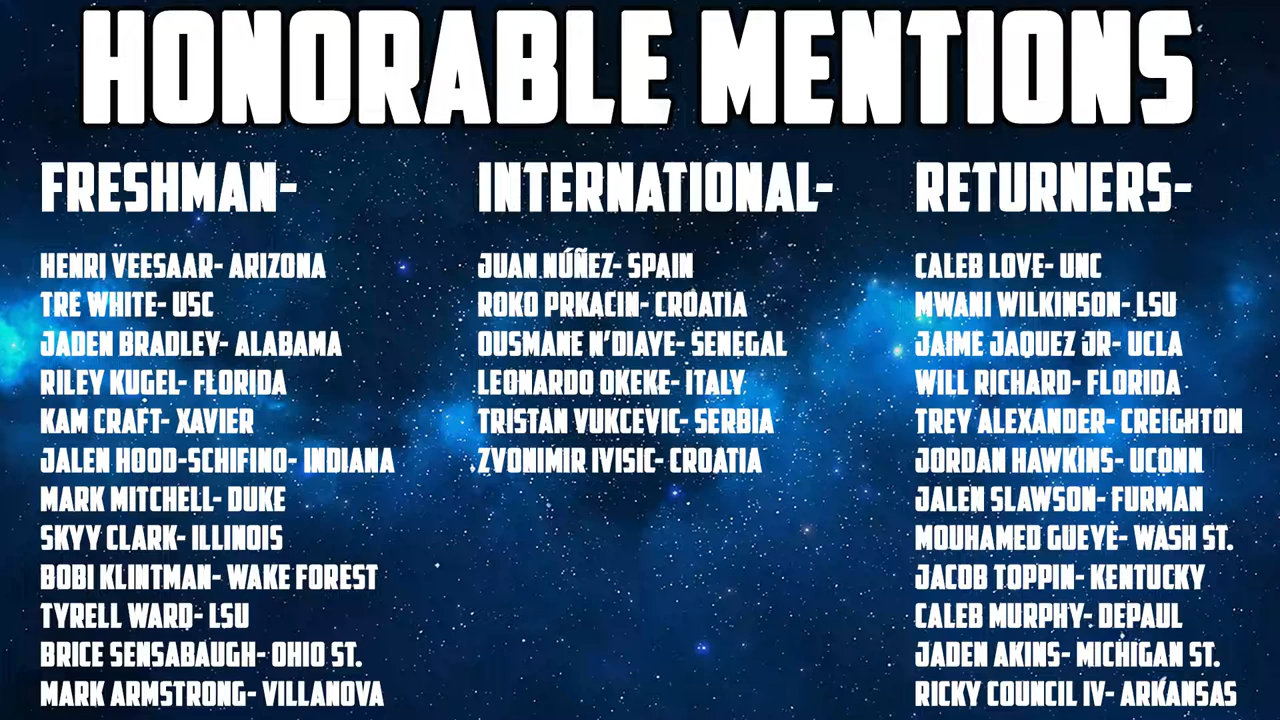 HONORABLE MENTIONS
FRESHMAN-
HENRI VEESAAR- ARIZONA
TRE WHITE- USC
JADEN BRADLEY- ALABAMA
RILEY KUGEL- FLORIDA
KAM CRAFT- XAVIER
JALEN HOOD-SCHIFINO- INDIANA
MARK MITCHELL- DUKE
SKYY CLARK- ILLINOIS
BOBI KLINTMAN- WAKE FOREST
TYRELL WARD- LSU
BRICE SENSABAUGH- OHIO ST.
MARK ARMSTRONG- VILLANOVA
INTERNATIONAL-
JUAN NÚÑEZ- SPAIN
ROKO PRKACIN- CROATIA
OUSMANE N'DIAYE- SENEGAL
LEONARDO OKEKE- ITALY
TRISTAN VUKCEVIC- SERBIA
ZVONIMIR IVISIC- CROATIA
RETURNERS-
CALEB LOVE- UNC
MWANI WILKINSON- LSU
JAIME JAQUEZ JR- UCLA
WILL RICHARD- FLORIDA
TREY ALEXANDER- CREIGHTON
JORDAN HAWKINS- UCONN
JALEN SLAWSON- FURMAN
MOUHAMED GUEYE- WASH ST.
JACOB TOPPIN- KENTUCKY
CALEB MURPHY- DEPAUL
JADEN AKINS- MICHIGAN ST.
RICKY COUNCIL IV- ARKANSAS